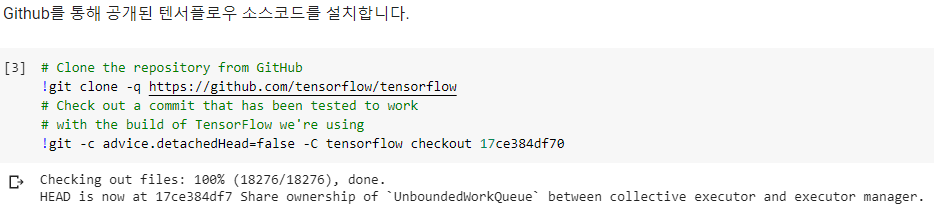 Github를 통해 공개된 텐서플로우 소스코드를 설치합니다.
[3] # Clone the repository from GitHub
!git clone -q https://github.com/tensorflow/tensorflow
# Check out a commit that has been tested to work
# with the build of TensorFlow we're using
!git -c advice.detachedHead=false -C tensorflow checkout 17ce384df70
Checking out files: 100% (18276/18276), done.
HEAD is now at 17ce384df7 Share ownership of `UnboundedWorkQueue` between collective executor and executor manager.